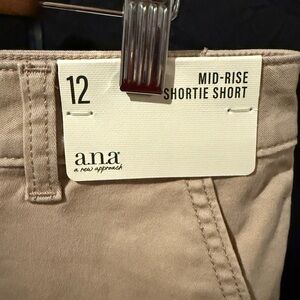 12
MID-RISE
SHORTIE SHORT
a.n.a
a new approach